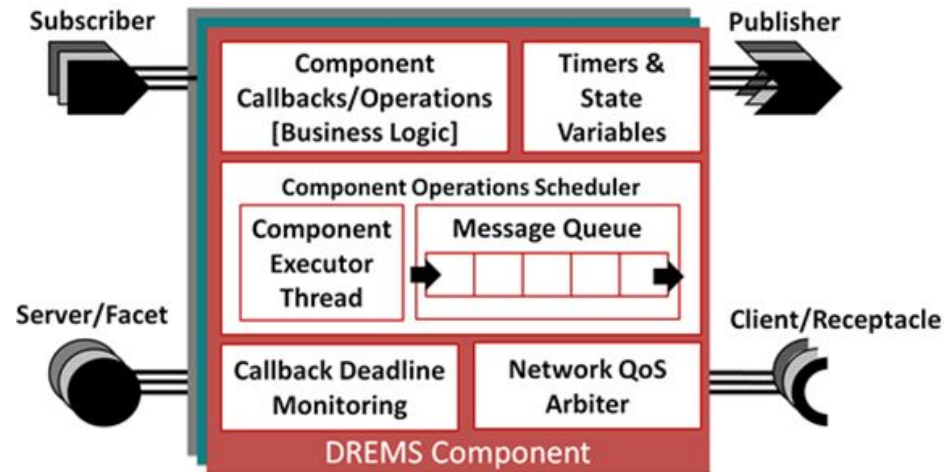 Subscriber
Publisher
Component
Callbacks/Operations
[Business Logic]
Timers &
State
Variables
Component Operations Scheduler
Component
Executor
Thread
Message Queue
Server/Facet
Client/Receptacle
Callback Deadline
Monitoring
Network QoS
Arbiter
DREMS Component